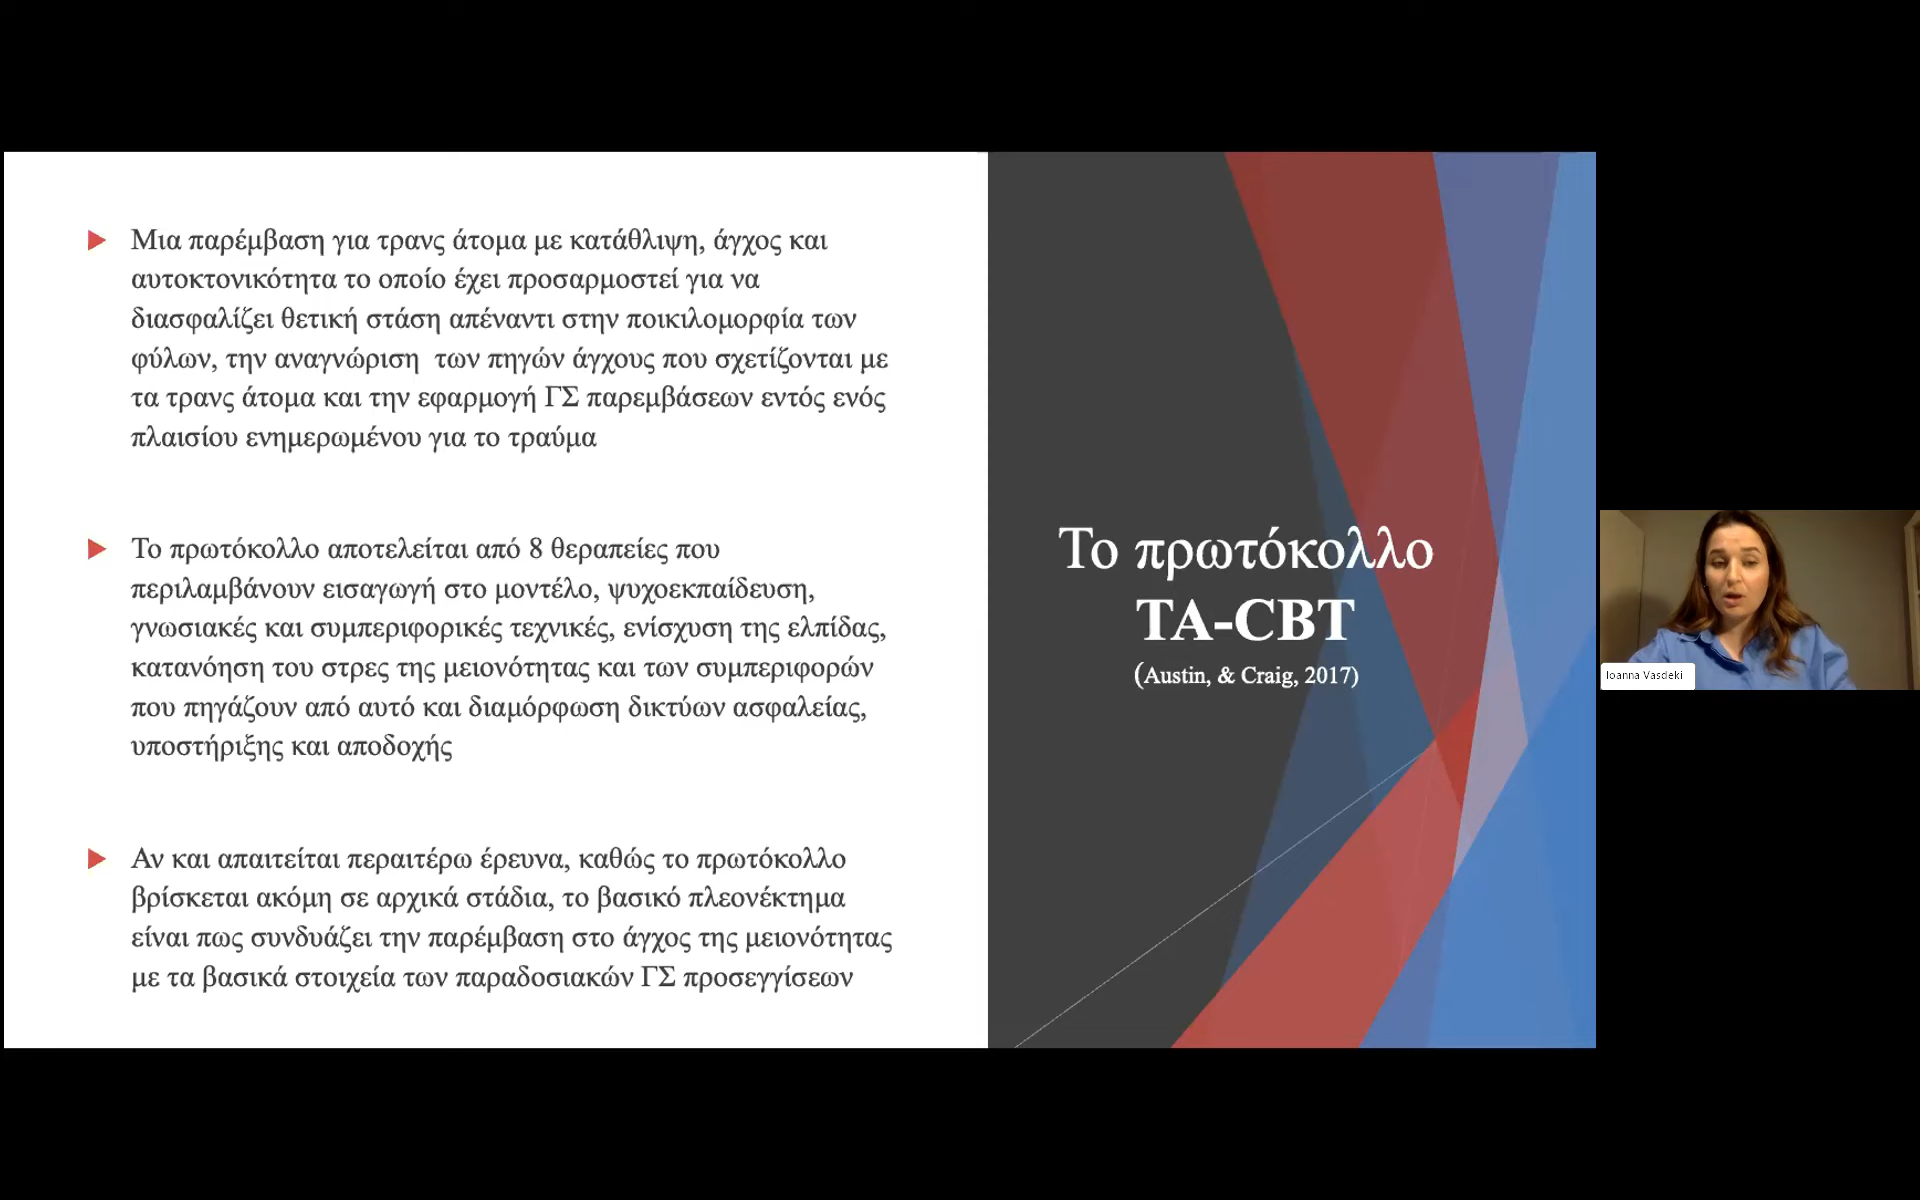 Μια παρέμβαση για τρανς άτομα με κατάθλιψη, άγχος και
αυτοκτονικότητα το οποίο έχει προσαρμοστεί για να
διασφαλίζει θετική στάση απέναντι στην ποικιλομορφία των
φύλων, την αναγνώριση των πηγών άγχους που σχετίζονται με
τα τρανς άτομα και την εφαρμογή ΓΣ παρεμβάσεων εντός ενός
πλαισίου ενημερωμένου για το τραύμα
Το πρωτόκολλο αποτελείται από 8 θεραπείες που
περιλαμβάνουν εισαγωγή στο μοντέλο, ψυχοεκπαίδευση,
γνωσιακές και συμπεριφορικές τεχνικές, ενίσχυση της ελπίδας,
κατανόηση του στρες της μειονότητας και των συμπεριφορών
που πηγάζουν από αυτό και διαμόρφωση δικτύων ασφαλείας,
υποστήριξης και αποδοχής
Αν και απαιτείται περαιτέρω έρευνα, καθώς το πρωτόκολλο
βρίσκεται ακόμη σε αρχικά στάδια, το βασικό πλεονέκτημα
είναι πως συνδυάζει την παρέμβαση στο άγχος της μειονότητας
με τα βασικά στοιχεία των παραδοσιακών ΓΣ προσεγγίσεων
Το πρωτόκολλο
TA-CBT
(Austin, & Craig, 2017)
Ioanna Vasdeki